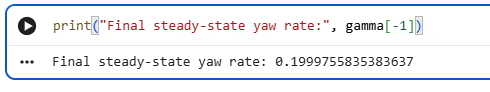 print("Final steady-state yaw rate:", gamma[-1])
Final steady-state yaw rate: 0.1999755835383637